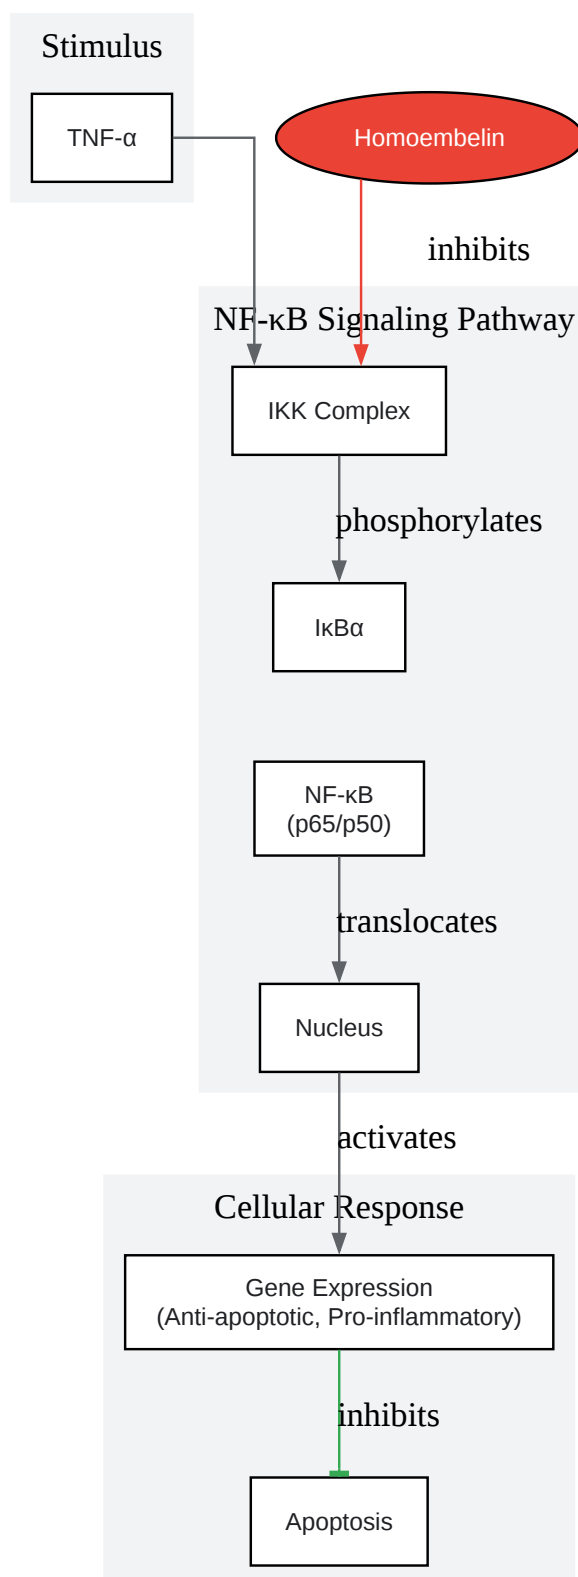 Stimulus
TNF-α
Homoembelin
inhibits
NF-κB Signaling Pathway
IKK Complex
phosphorylates
IκBα
NF-κB
(p65/p50)
translocates
Nucleus
activates
Cellular Response
Gene Expression
(Anti-apoptotic, Pro-inflammatory)
inhibits
Apoptosis